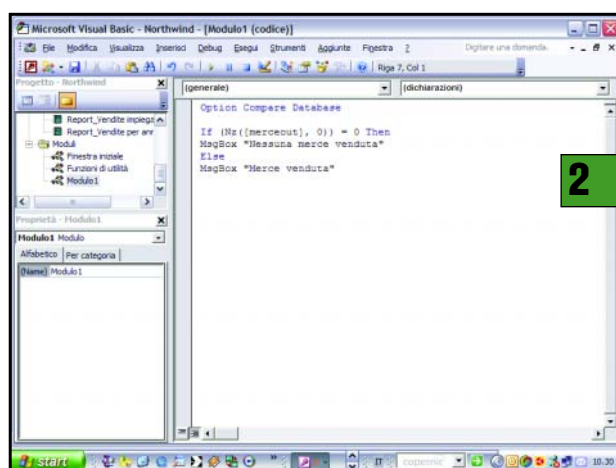 Microsoft Visual Basic - Northwind - [Modulo1 (codice)]
File Modifica Visualizza Inserisci Debug Esegui Strumenti Aggiunte Finestra ? Digitare una domanda.
Riga 7, Col 1
Progetto - Northwind
(generale) (dichiarazioni)
Report_Vendite impiega
Report_Vendite per anr
Moduli
Finestra iniziale
Funzioni di utilità
Modulo1
Proprietà - Modulo1
Modulo1 Modulo
Alfabetico Per categoria
(Name) Modulo1
Option Compare Database
If (Nz([merceout], 0)) = 0 Then
MsgBox "Nessuna merce venduta"
Else
MsgBox "Merce venduta"
2
start IT copernic